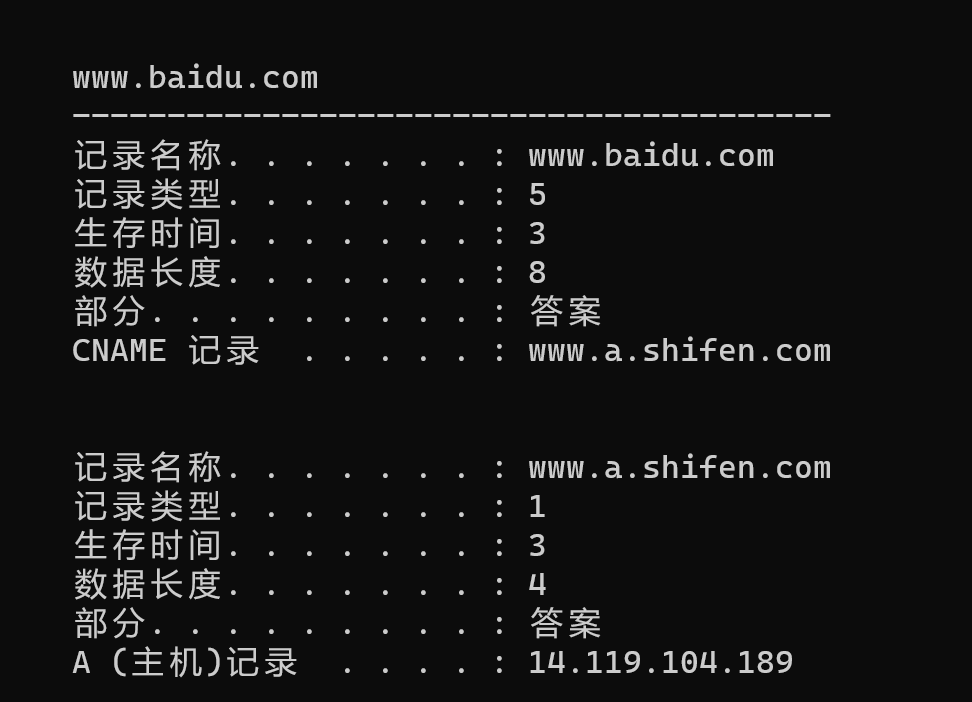 www.baidu.com
----------------------------------------
记录名称. . . . . . . : www.baidu.com
记录类型. . . . . . . : 5
生存时间. . . . . . . : 3
数据长度. . . . . . . : 8
部分. . . . . . . . . : 答案
CNAME 记录  . . . . . : www.a.shifen.com
记录名称. . . . . . . : www.a.shifen.com
记录类型. . . . . . . : 1
生存时间. . . . . . . : 3
数据长度. . . . . . . : 4
部分. . . . . . . . . : 答案
A (主机)记录  . . . . : 14.119.104.189